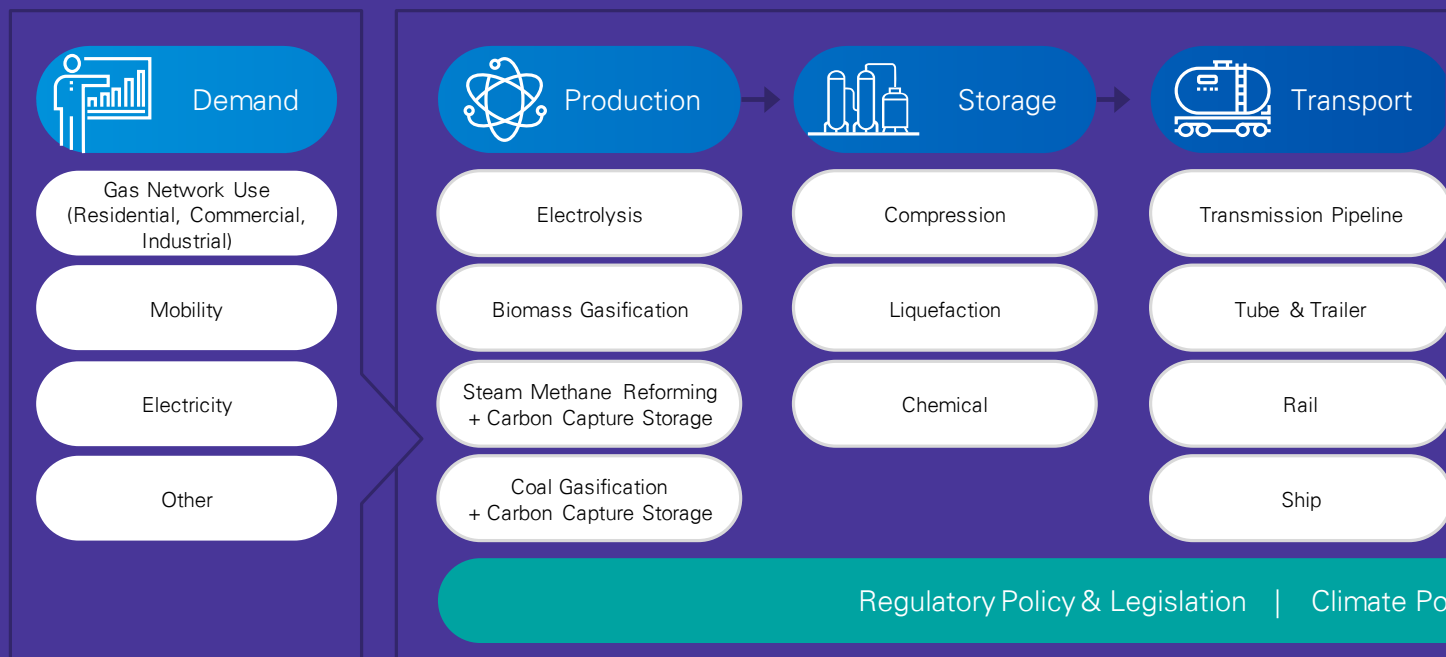 Demand
Gas Network Use
(Residential, Commercial,
Industrial)
Mobility
Electricity
Other
Production
Electrolysis
Biomass Gasification
Steam Methane Reforming
+ Carbon Capture Storage
Coal Gasification
+ Carbon Capture Storage
Storage
Compression
Liquefaction
Chemical
Transport
Transmission Pipeline
Tube & Trailer
Rail
Ship
Regulatory Policy & Legislation | Climate